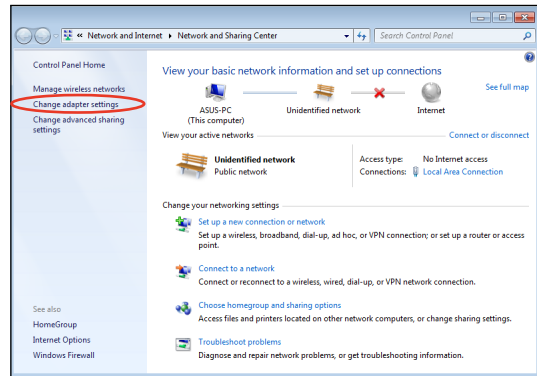 « Network and Internet ▸ Network and Sharing Center
Search Control Panel
Control Panel Home
Manage wireless networks
Change adapter settings
Change advanced sharing
settings
See also
HomeGroup
Internet Options
Windows Firewall
View your basic network information and set up connections
See full map
ASUS-PC
(This computer)
Unidentified network
Internet
View your active networks
Connect or disconnect
Unidentified network
Public network
Access type: No Internet access
Connections: Local Area Connection
Change your networking settings
Set up a new connection or network
Set up a wireless, broadband, dial-up, ad hoc, or VPN connection; or set up a router or access
point.
Connect to a network
Connect or reconnect to a wireless, wired, dial-up, or VPN network connection.
Choose homegroup and sharing options
Access files and printers located on other network computers, or change sharing settings.
Troubleshoot problems
Diagnose and repair network problems, or get troubleshooting information.